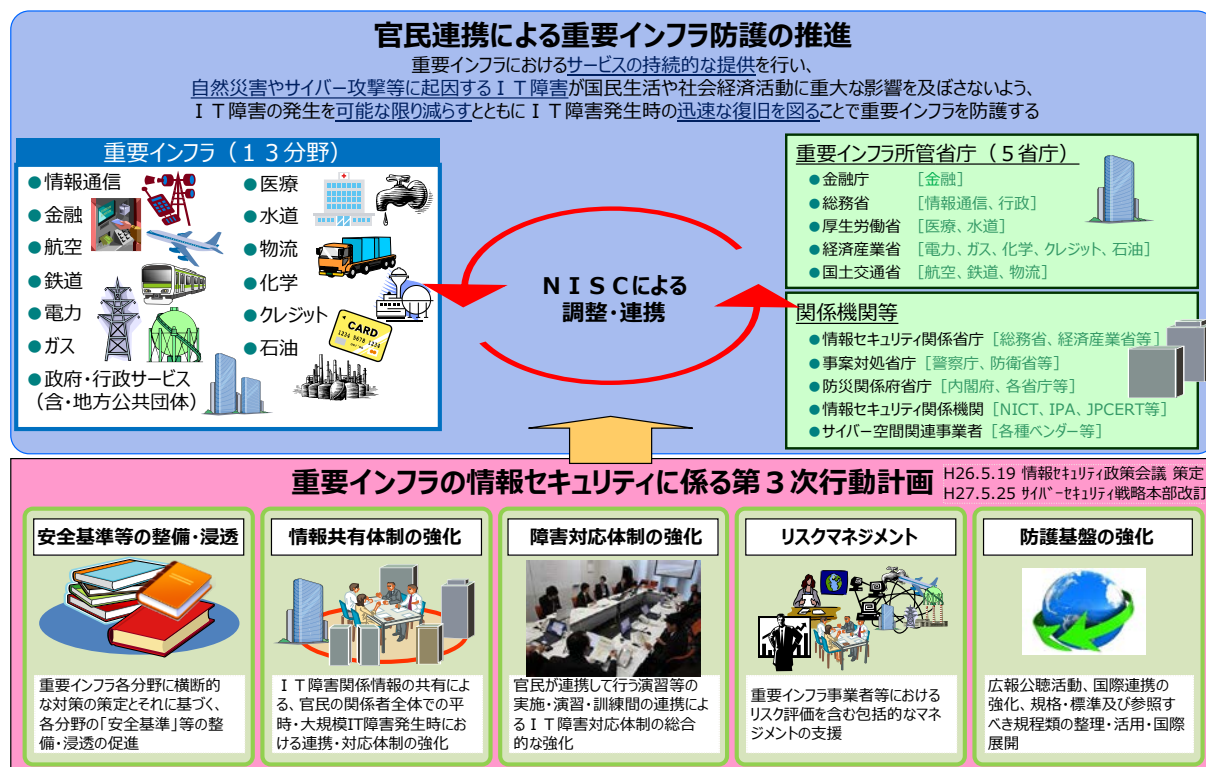 官民連携による重要インフラ防護の推進
重要インフラにおけるサービスの持続的な提供を行い、
自然災害やサイバー攻撃等に起因するＩＴ障害が国民生活や社会経済活動に重大な影響を及ぼさないよう、
ＩＴ障害の発生を可能な限り減らすとともにＩＴ障害発生時の迅速な復旧を図ることで重要インフラを防護する
重要インフラ（１３分野）
●情報通信
●金融
●航空
●鉄道
●電力
●ガス
●政府・行政サービス
（含・地方公共団体）
●医療
●水道
●物流
●化学
●クレジット
●石油
CARD
1234 5678 1234
ＮＩＳＣによる
調整・連携
重要インフラ所管省庁（５省庁）
●金融庁 ［金融］
●総務省 ［情報通信、行政］
●厚生労働省 ［医療、水道］
●経済産業省 ［電力、ガス、化学、クレジット、石油］
●国土交通省 ［航空、鉄道、物流］
関係機関等
●情報セキュリティ関係省庁［総務省、経済産業省等］
●事案対処省庁［警察庁、防衛省等］
●防災関係府省庁［内閣府、各省庁等］
●情報セキュリティ関係機関［NICT、IPA、JPCERT等］
●サイバー空間関連事業者［各種ベンダー等］
重要インフラの情報セキュリティに係る第３次行動計画
H26.5.19 情報ｾｷｭﾘﾃｨ政策会議 策定
H27.5.25 ｻｲﾊﾞｰｾｷｭﾘﾃｨ戦略本部改訂
安全基準等の整備・浸透
重要インフラ各分野に横断的
な対策の策定とそれに基づく、
各分野の「安全基準」等の整
備・浸透の促進
情報共有体制の強化
ＩＴ障害関係情報の共有によ
る、官民の関係者全体での平
時・大規模IT障害発生時にお
ける連携・対応体制の強化
障害対応体制の強化
官民が連携して行う演習等の
実施・演習・訓練間の連携によ
るＩＴ障害対応体制の総合
的な強化
リスクマネジメント
重要インフラ事業者等における
リスク評価を含む包括的なマネ
ジメントの支援
防護基盤の強化
広報公聴活動、国際連携の
強化、規格・標準及び参照す
べき規程類の整理・活用・国際
展開